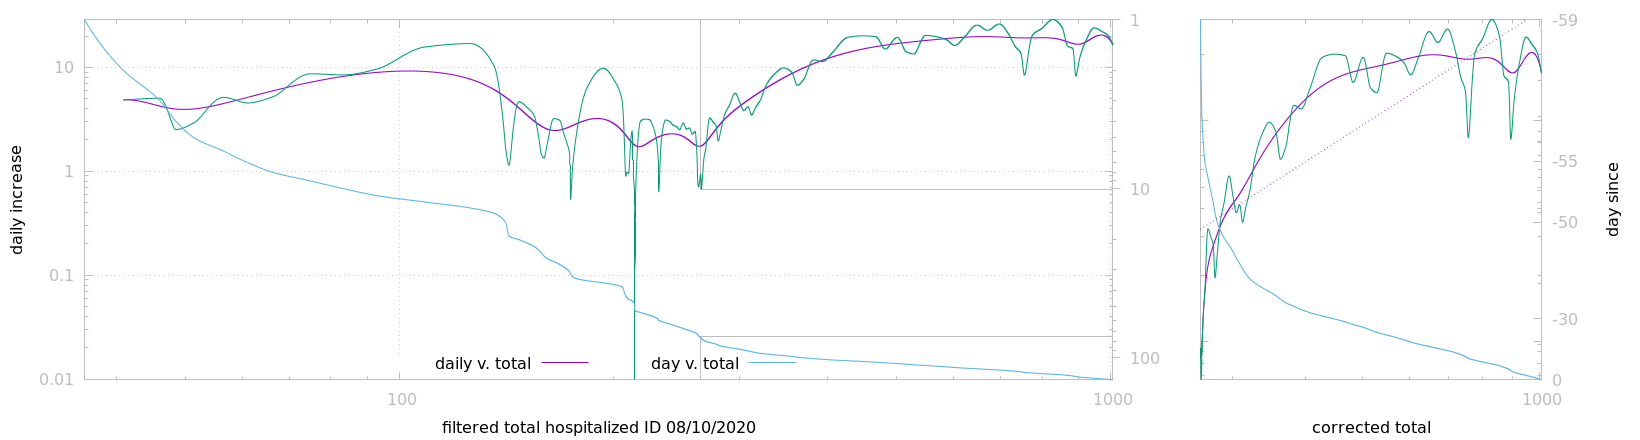 1 -59
10
daily increase
1 -55
10 -50
day since
0.1
-30
daily v. total day v. total
100
0.01 0
100 1000 1000
filtered total hospitalized ID 08/10/2020 corrected total